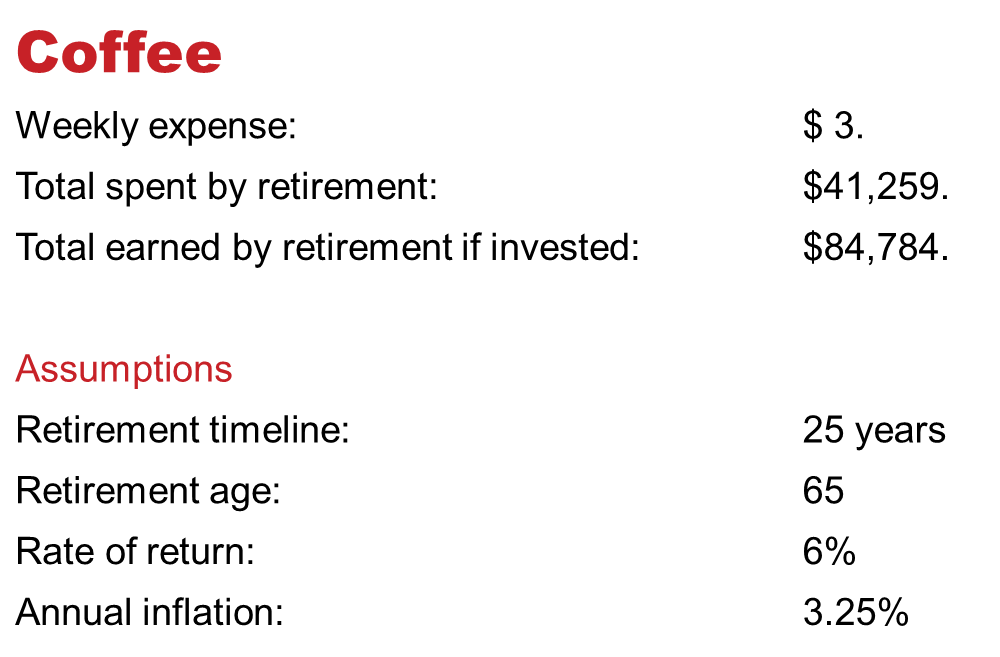 Coffee
Weekly expense: $ 3.
Total spent by retirement: $41,259.
Total earned by retirement if invested: $84,784.
Assumptions
Retirement timeline: 25 years
Retirement age: 65
Rate of return: 6%
Annual inflation: 3.25%